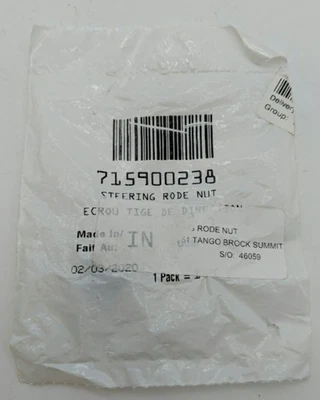 Delivery
Group:
715900238
STEERING RODE NUT
ECROU TIGE DE
Made in/
Fait Au:
IN
RODE NUT
TANGO BROCK SUMMIT
S/O: 46059
02/03/2020
1 Pack =